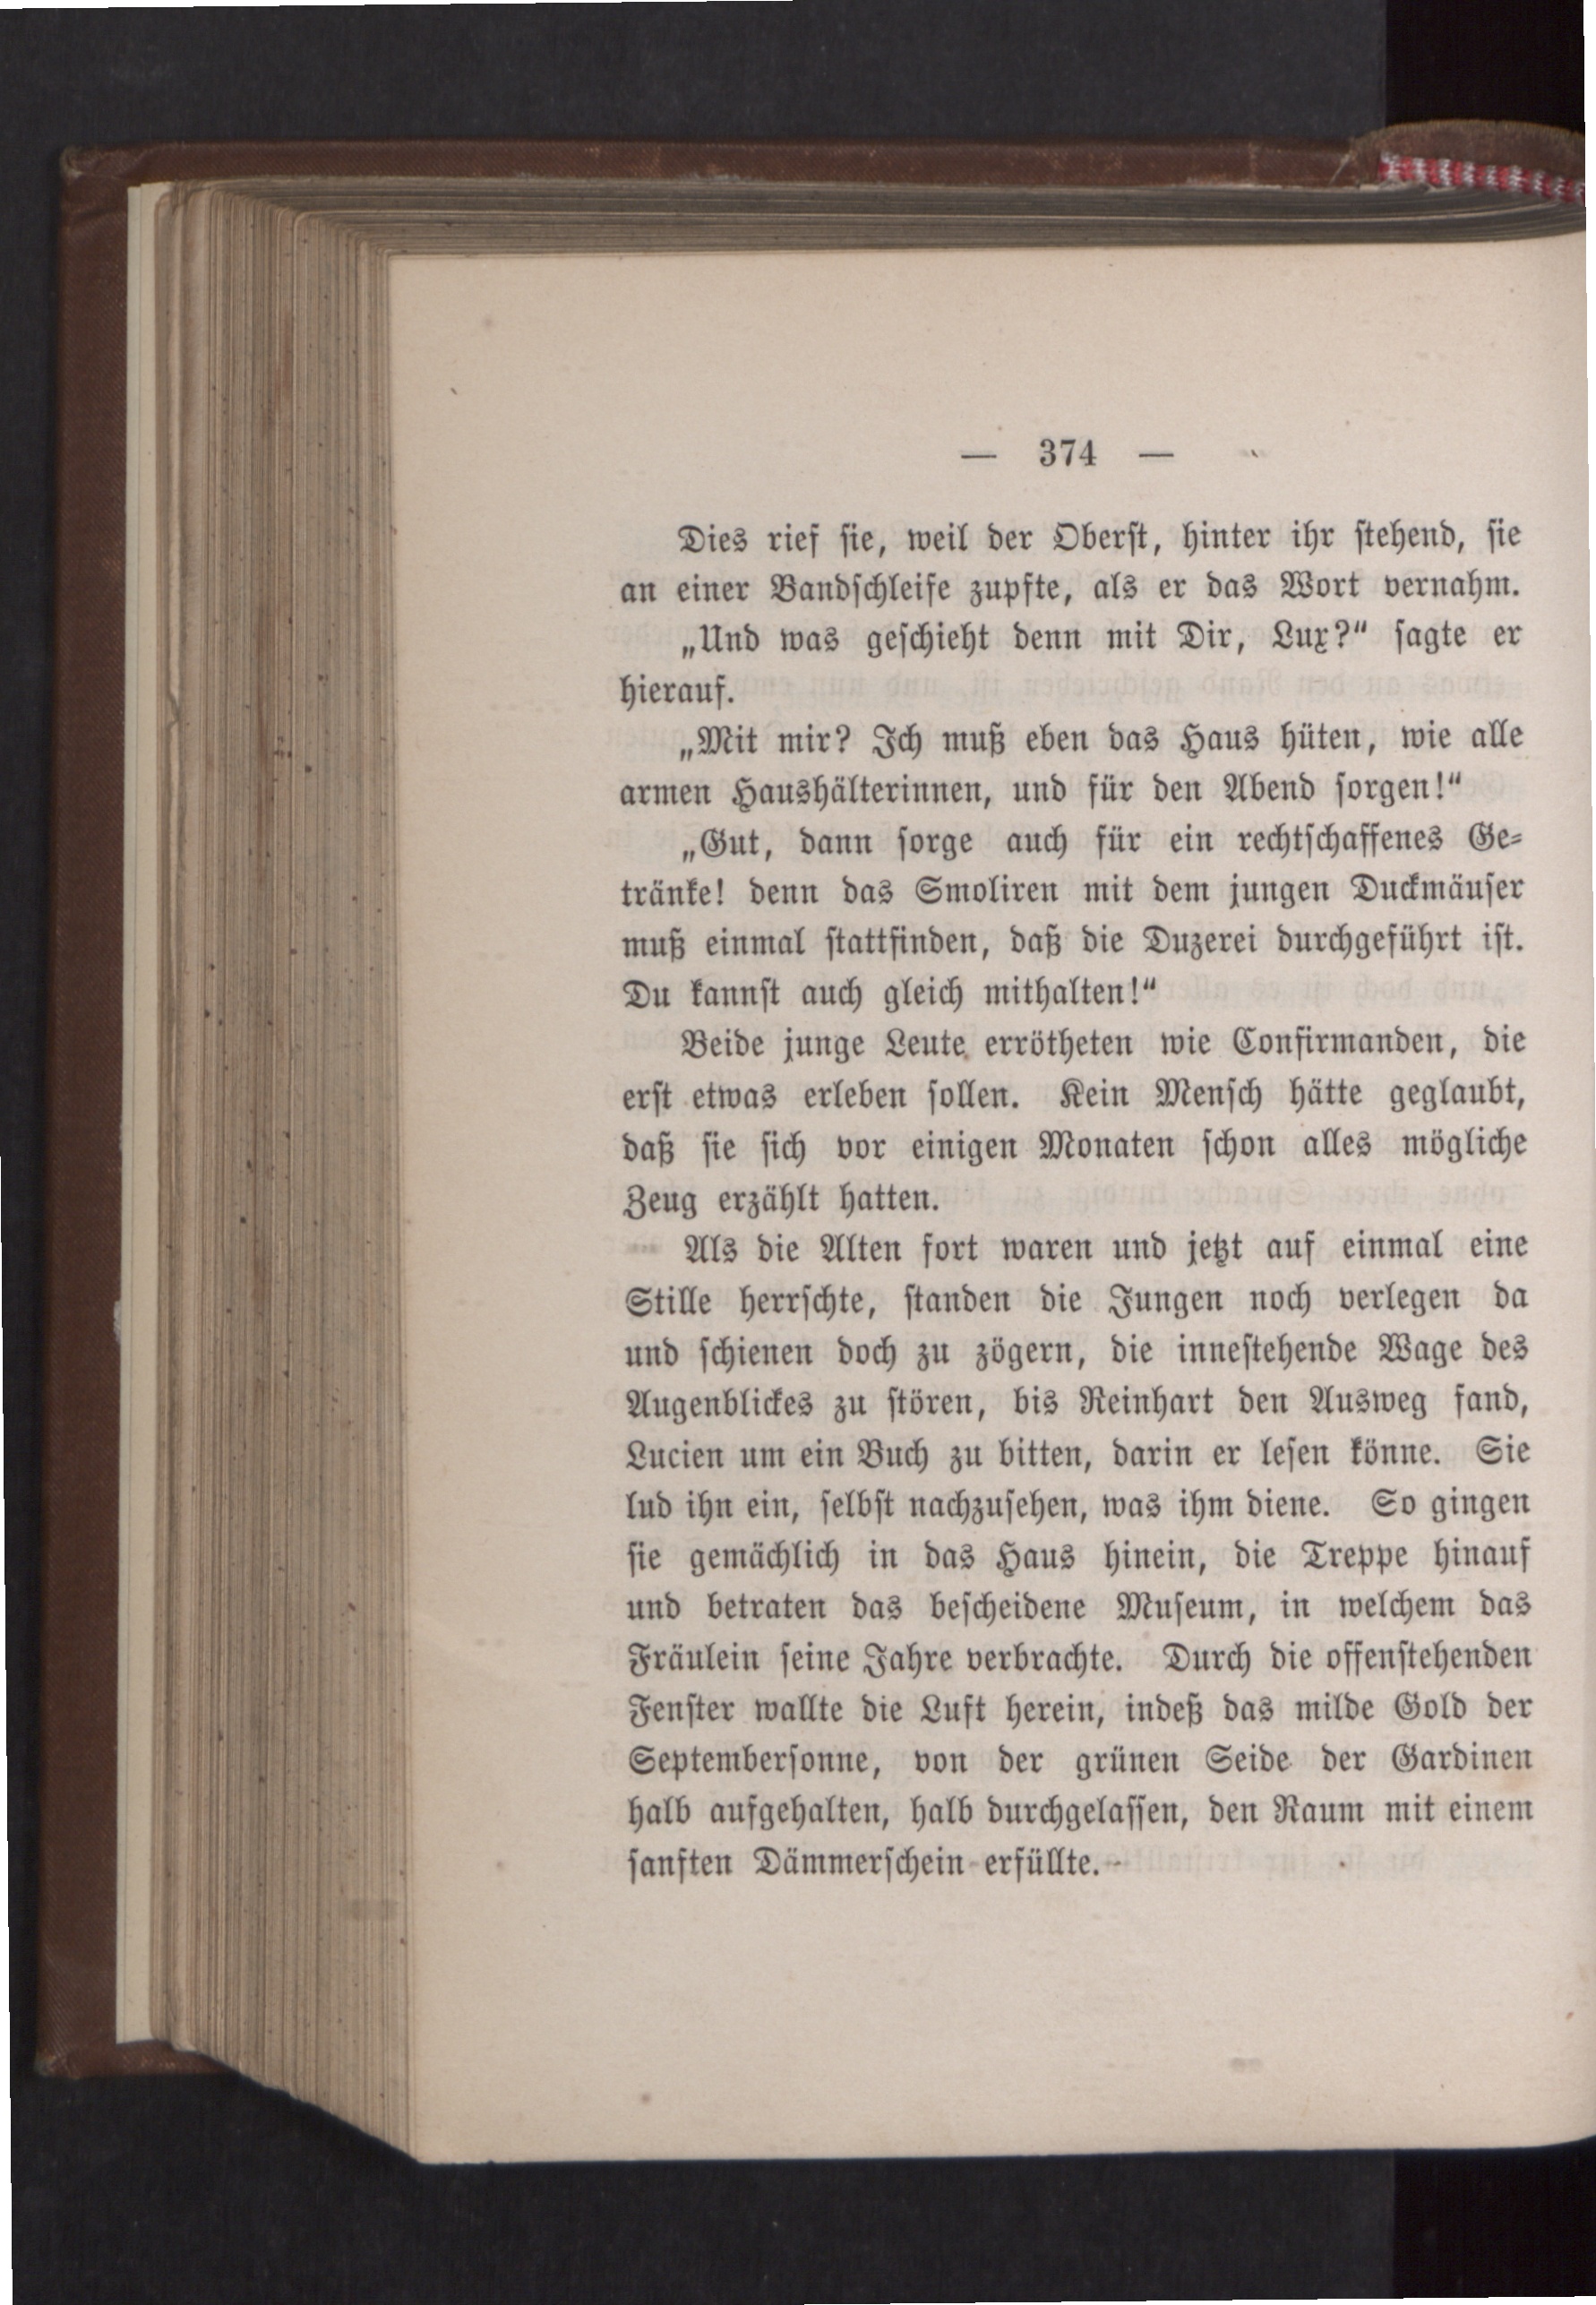 — 374 —
Dies rief sie, weil der Oberst, hinter ihr stehend, sie
an einer Bandschleife zupfte, als er das Wort vernahm.
„Und was geschieht denn mit Dir, Lux?“ sagte er
hierauf.
„Mit mir? Ich muß eben das Haus hüten, wie alle
armen Haushälterinnen, und für den Abend sorgen!“
„Gut, dann sorge auch für ein rechtschaffenes Ge-
tränke! denn das Smoliren mit dem jungen Duckmäuser
muß einmal stattfinden, daß die Duzerei durchgeführt ist.
Du kannst auch gleich mithalten!“
Beide junge Leute errötheten wie Confirmanden, die
erst etwas erleben sollen. Kein Mensch hätte geglaubt,
daß sie sich vor einigen Monaten schon alles mögliche
Zeug erzählt hatten.
Als die Alten fort waren und jetzt auf einmal eine
Stille herrschte, standen die Jungen noch verlegen da
und schienen doch zu zögern, die innestehende Wage des
Augenblickes zu stören, bis Reinhart den Ausweg fand,
Lucien um ein Buch zu bitten, darin er lesen könne. Sie
lud ihn ein, selbst nachzusehen, was ihm diene. So gingen
sie gemächlich in das Haus hinein, die Treppe hinauf
und betraten das bescheidene Museum, in welchem das
Fräulein seine Jahre verbrachte. Durch die offenstehenden
Fenster wallte die Luft herein, indeß das milde Gold der
Septembersonne, von der grünen Seide der Gardinen
halb aufgehalten, halb durchgelassen, den Raum mit einem
sanften Dämmerschein erfüllte.